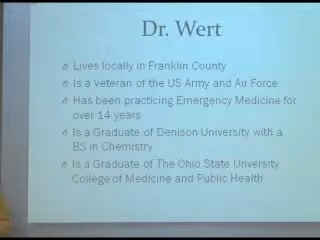 Dr. Wert
Lives locally in Franklin County
Is a veteran of the US Army and Air Force
Has been practicing Emergency Medicine for
over 14 years
Is a Graduate of Denison University with a
BS in Chemistry
Is a Graduate of The Ohio State University
College of Medicine and Public Health